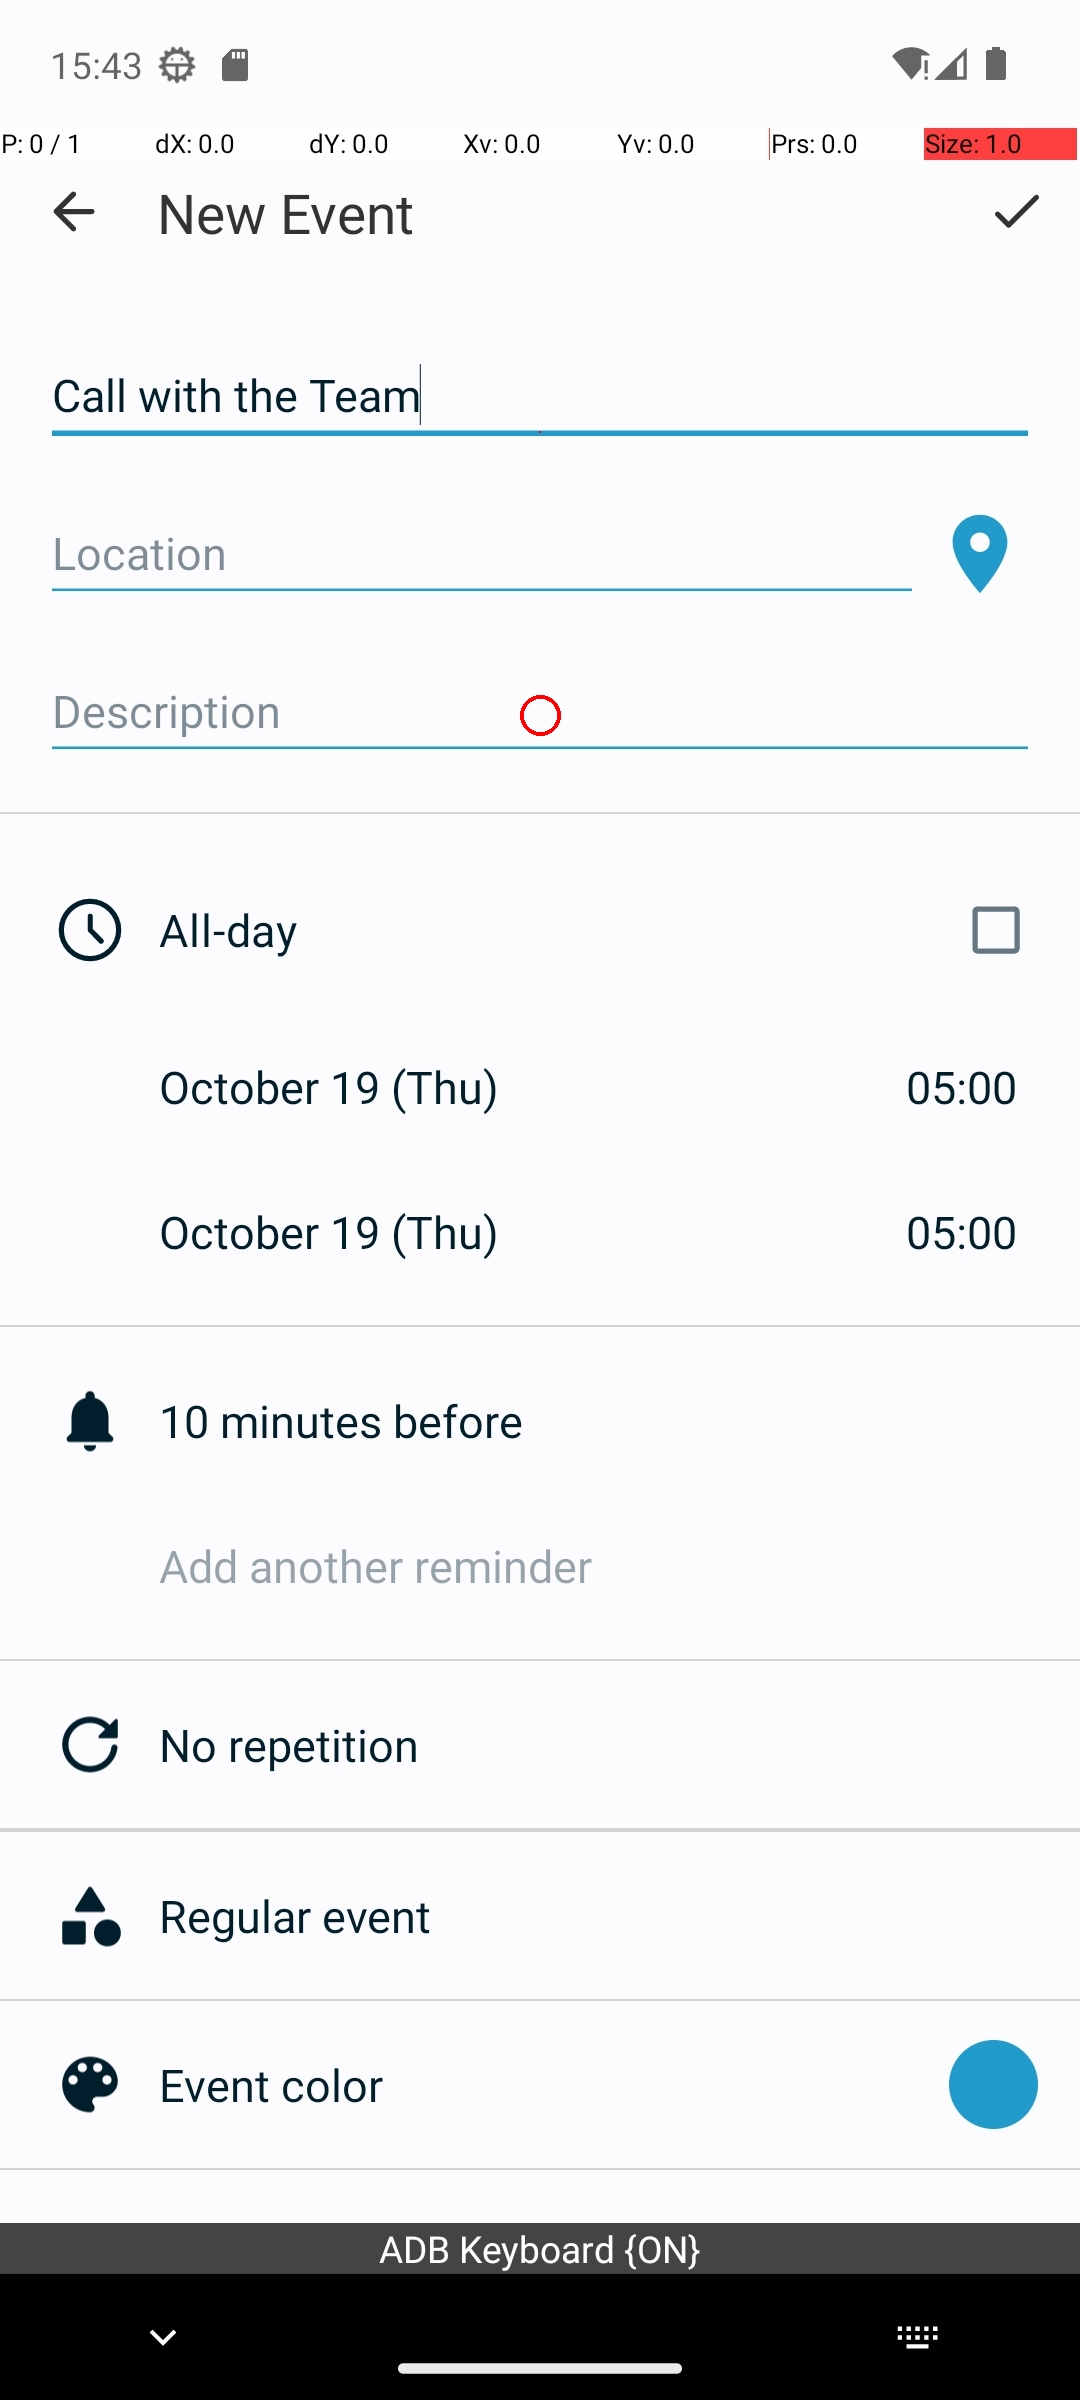 15:43
P: 0 / 1 dX: 0.0 dY: 0.0 Xv: 0.0 Yv: 0.0 Prs: 0.0 Size: 1.0
New Event
Call with the Team
Location
Description
All-day
October 19 (Thu) 05:00
October 19 (Thu) 05:00
10 minutes before
Add another reminder
No repetition
Regular event
Event color
ADB Keyboard {ON}